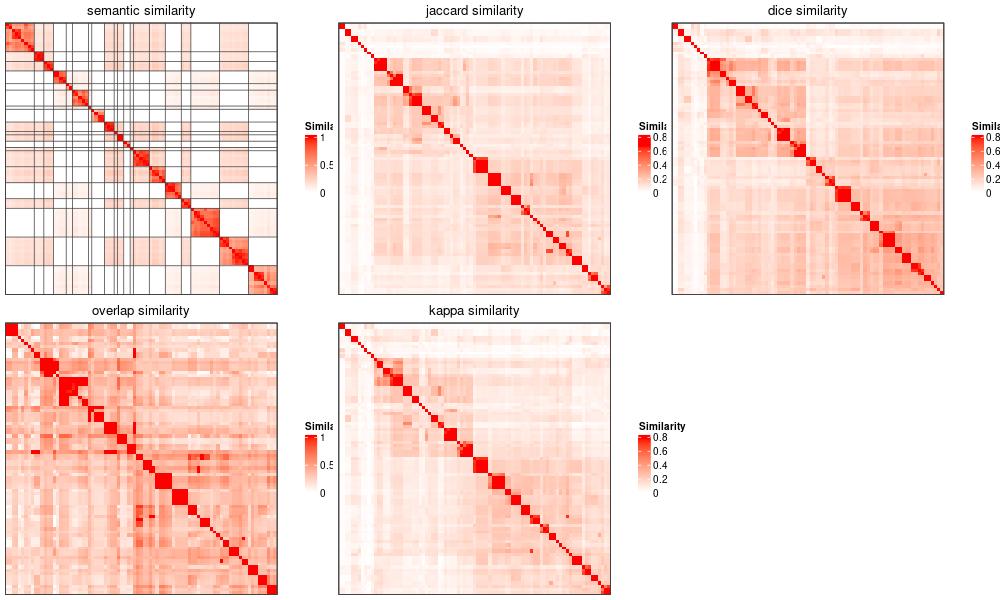 semantic similarity
jaccard similarity
dice similarity
Simila
1
0.5
0
Simila
0.8
0.6
0.4
0.2
0
Simila
0.8
0.6
0.4
0.2
0
overlap similarity
kappa similarity
Simila
1
0.5
0
Similarity
0.8
0.6
0.4
0.2
0